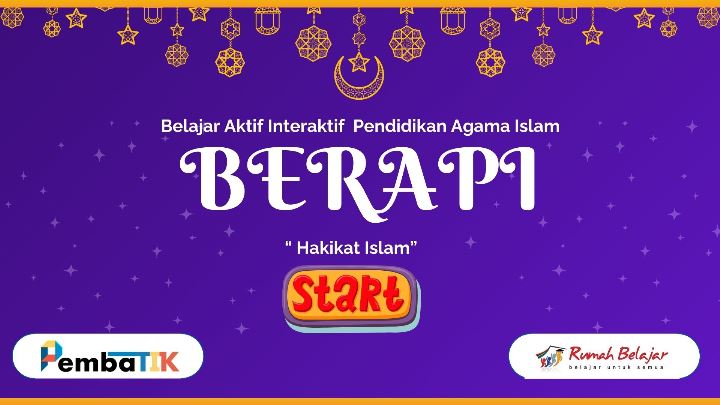 Belajar Aktif Interaktif Pendidikan Agama Islam
BERAPI
“ Hakikat Islam”
Start
PembaTIK
Rumah Belajar
belajar untuk semua